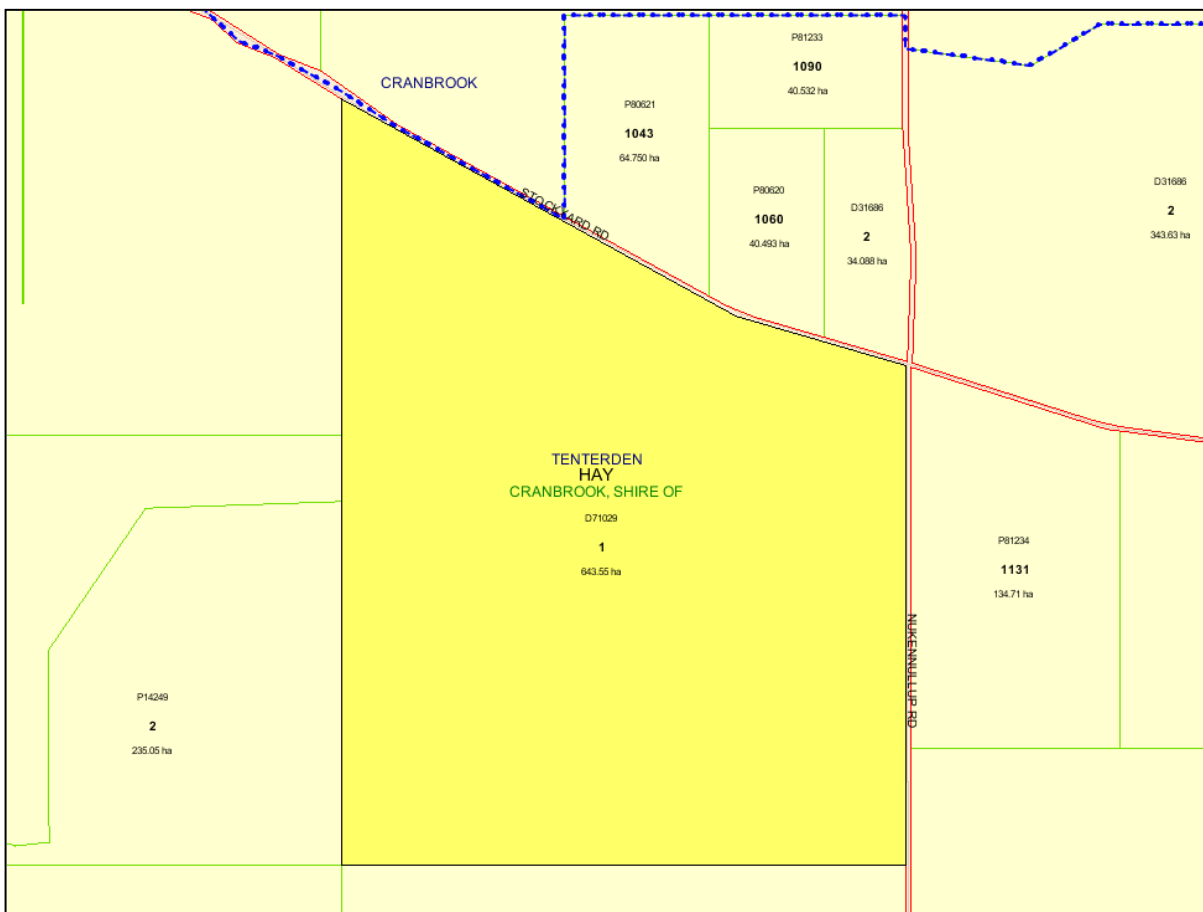 CRANBROOK
P81233
1090
40.532 ha
P80621
1043
64.750 ha
P80620
1060
40.493 ha
D31686
2
34.088 ha
D31686
2
343.63 ha
STOCKYARD RD
TENTERDEN
HAY
CRANBROOK, SHIRE OF
D71029
1
643.55 ha
P81234
1131
134.71 ha
NUKENNULLUP RD
P14249
2
235.05 ha